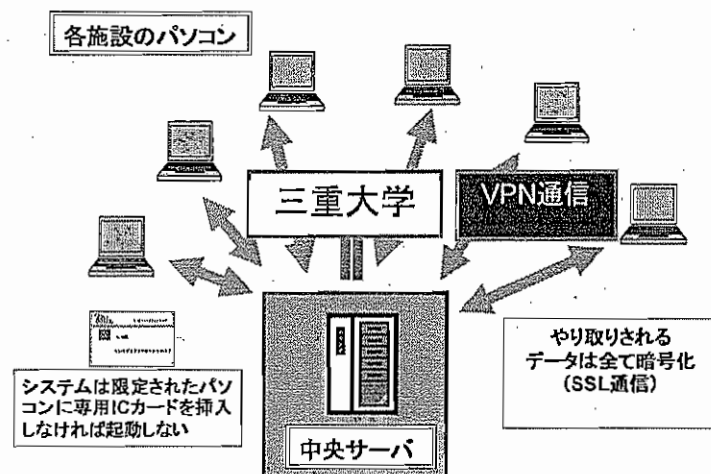 各施設のパソコン
三重大学
VPN通信
やり取りされる
データは全て暗号化
(SSL通信)
システムは限定されたパソ
コンに専用ICカードを挿入
しなければ起動しない
中央サーバ